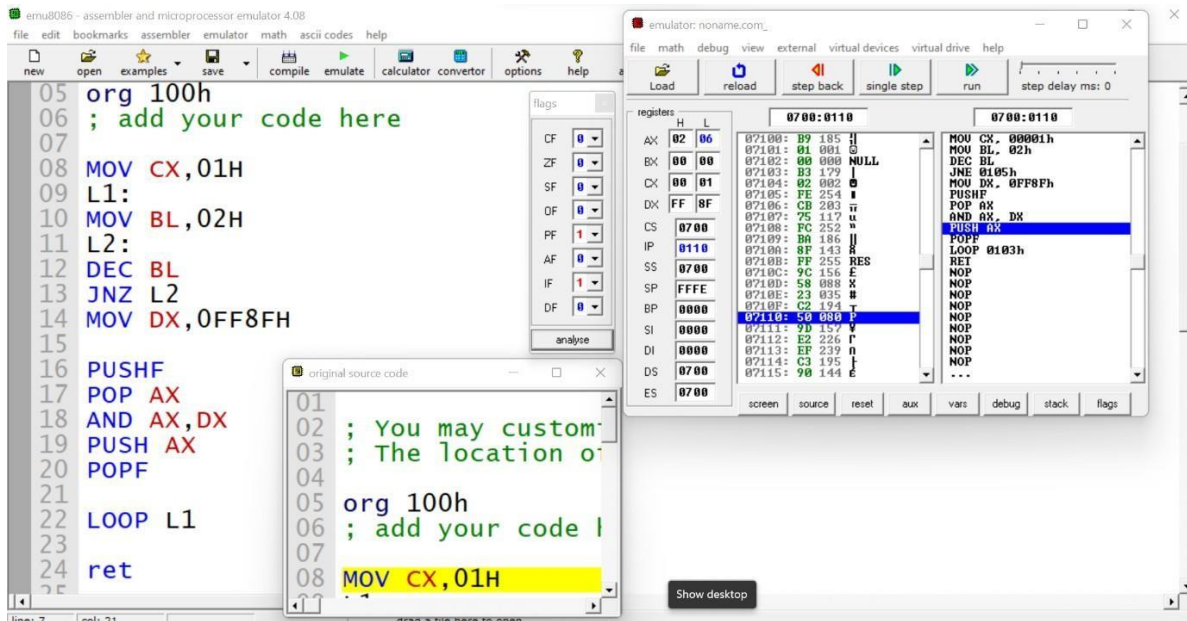 emu8086 - assembler and microprocessor emulator 4.08
file edit bookmarks assembler emulator math ascii codes help
new open examples save compile emulate calculator convertor options help
05 org 100h
06 ; add your code here
07
08 MOV CX,01H
09 L1:
10 MOV BL,02H
11 L2:
12 DEC BL
13 JNZ L2
14 MOV DX,0FF8FH
15
16 PUSHF
17 POP AX
18 AND AX,DX
19 PUSH AX
20 POPF
21
22 LOOP L1
23
24 ret
flags
CF 0
ZF 0
SF 0
OF 0
PF 1
AF 0
IF 1
DF 0
analyse
original source code
01
02 ; You may custom
03 ; The location o
04
05 org 100h
06 ; add your code
07
08 MOV CX,01H
emulator: noname.com_
file math debug view external virtual devices virtual drive help
Load reload step back single step run step delay ms: 0
registers
H L
AX 02 06
BX 00 00
CX 00 01
DX FF 8F
CS 0700
IP 0110
SS 0700
SP FFFE
BP 0000
SI 0000
DI 0000
DS 0700
ES 0700
0700:0110
07100: B9 185 ╣
07101: 01 001 ☺
07102: 00 000 NULL
07103: B3 179 │
07104: 02 002 ☻
07105: FE 254 ■
07106: CB 203 ╦
07107: 75 117 u
07108: FC 252 ⁿ
07109: BA 186 ║
0710A: 8F 143 Å
0710B: FF 255 RES
0710C: 9C 156 £
0710D: 58 088 X
0710E: 23 035 #
0710F: C2 194 ┬
07110: 50 080 P
07111: 9D 157 ¥
07112: E2 226 Γ
07113: EF 239 ∩
07114: C3 195 ├
07115: 90 144 É
0700:0110
MOV CX, 00001h
MOV BL, 02h
DEC BL
JNE 0105h
MOV DX, 0FF8Fh
PUSHF
POP AX
AND AX, DX
PUSH AX
POPF
LOOP 0103h
RET
NOP
NOP
NOP
NOP
NOP
NOP
NOP
NOP
NOP
...
screen source reset aux vars debug stack flags
Show desktop
line: 7 col: 21 drag a file here to open